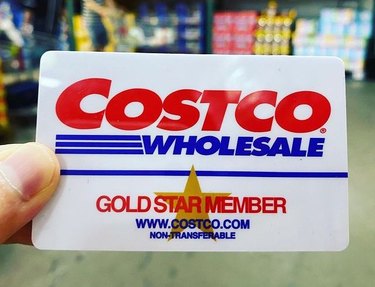 COSTCO®
WHOLESALE
GOLD STAR MEMBER
WWW.COSTCO.COM
NON-TRANSFERABLE